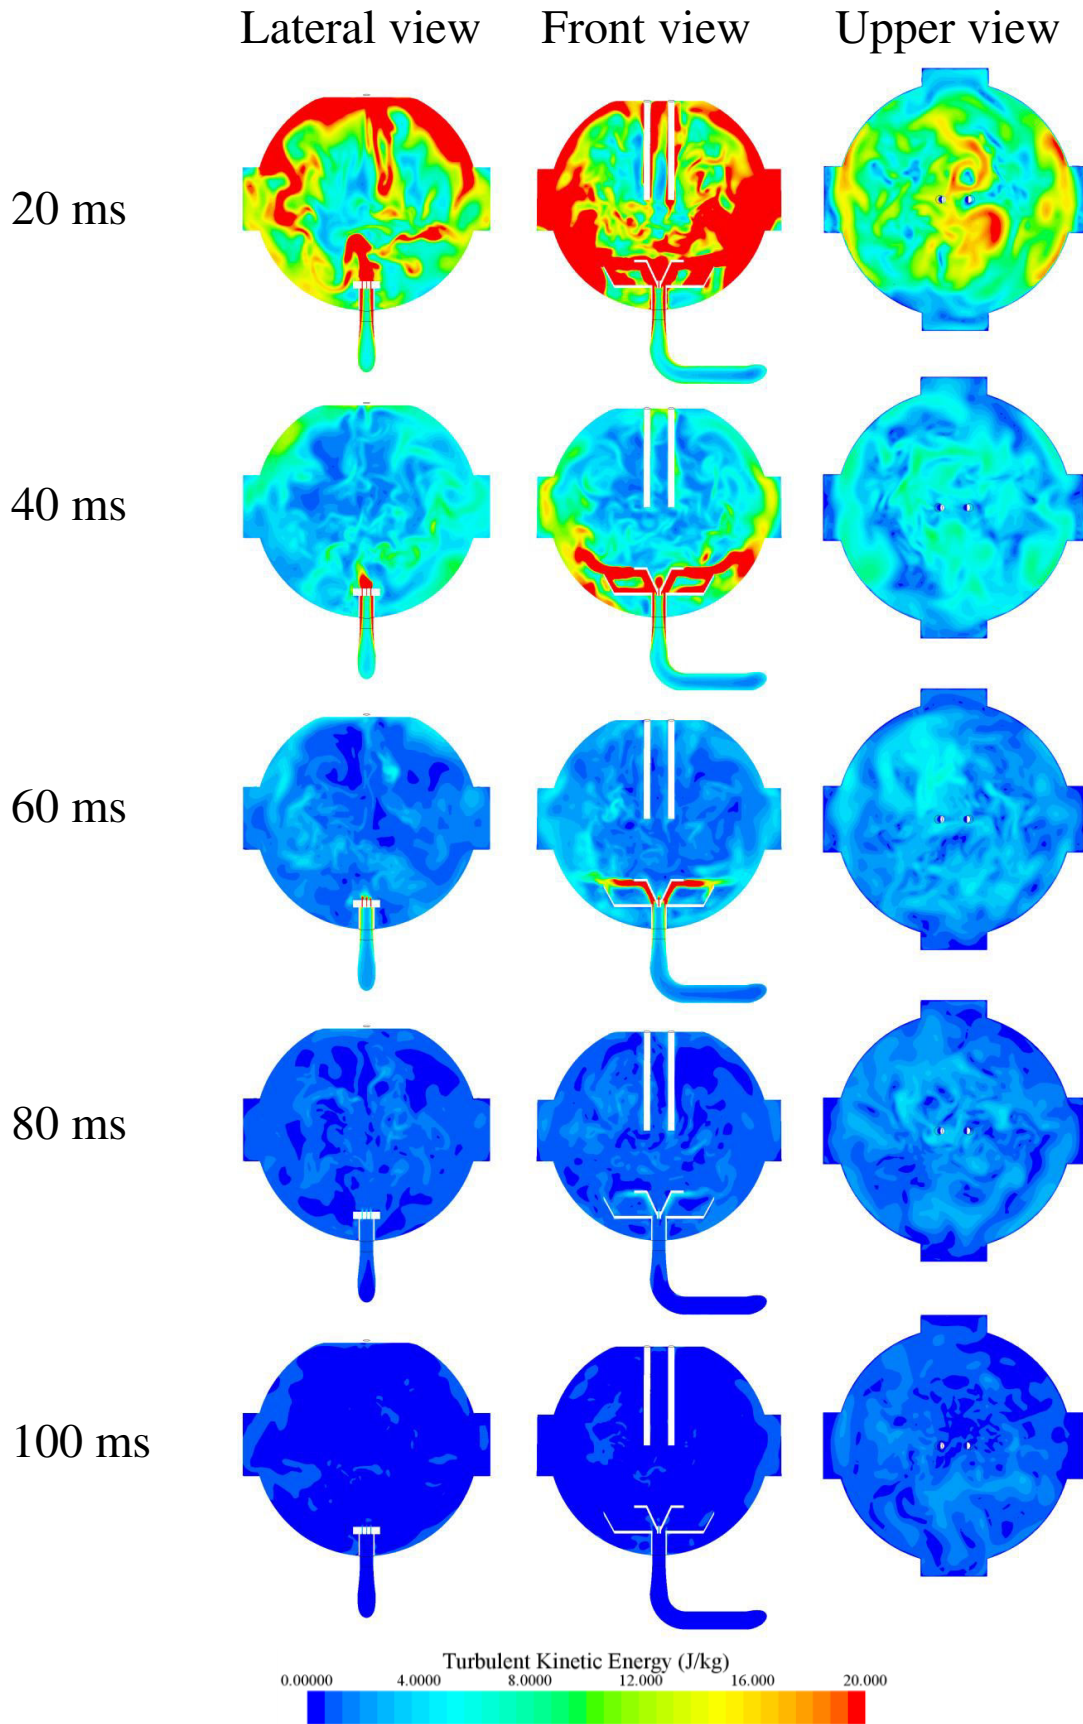 Lateral view Front view Upper view
20 ms
40 ms
60 ms
80 ms
100 ms
Turbulent Kinetic Energy (J/kg)
0.00000 4.0000 8.0000 12.000 16.000 20.000